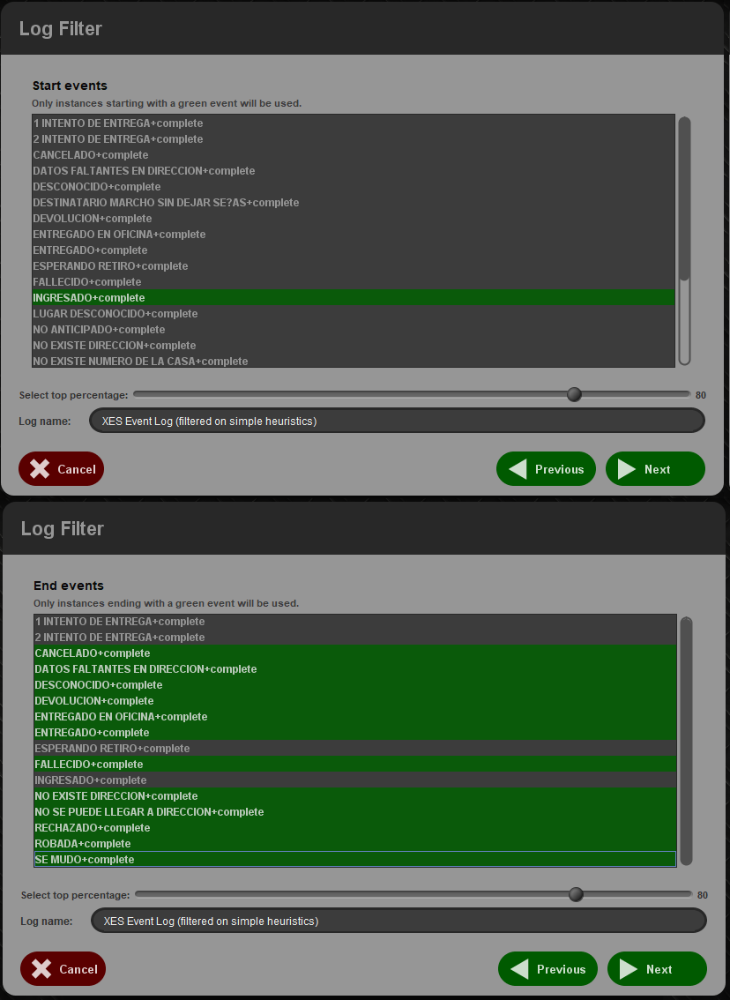 Log Filter
Start events
Only instances starting with a green event will be used.
1 INTENTO DE ENTREGA+complete
2 INTENTO DE ENTREGA+complete
CANCELADO+complete
DATOS FALTANTES EN DIRECCION+complete
DESCONOCIDO+complete
DESTINATARIO MARCHO SIN DEJAR SE?AS+complete
DEVOLUCION+complete
ENTREGADO EN OFICINA+complete
ENTREGADO+complete
ESPERANDO RETIRO+complete
FALLECIDO+complete
INGRESADO+complete
LUGAR DESCONOCIDO+complete
NO ANTICIPADO+complete
NO EXISTE DIRECCION+complete
NO EXISTE NUMERO DE LA CASA+complete
Select top percentage: 80
Log name: XES Event Log (filtered on simple heuristics)
Cancel Previous Next
Log Filter
End events
Only instances ending with a green event will be used.
1 INTENTO DE ENTREGA+complete
2 INTENTO DE ENTREGA+complete
CANCELADO+complete
DATOS FALTANTES EN DIRECCION+complete
DESCONOCIDO+complete
DEVOLUCION+complete
ENTREGADO EN OFICINA+complete
ENTREGADO+complete
ESPERANDO RETIRO+complete
FALLECIDO+complete
INGRESADO+complete
NO EXISTE DIRECCION+complete
NO SE PUEDE LLEGAR A DIRECCION+complete
RECHAZADO+complete
ROBADA+complete
SE MUDO+complete
Select top percentage: 80
Log name: XES Event Log (filtered on simple heuristics)
Cancel Previous Next